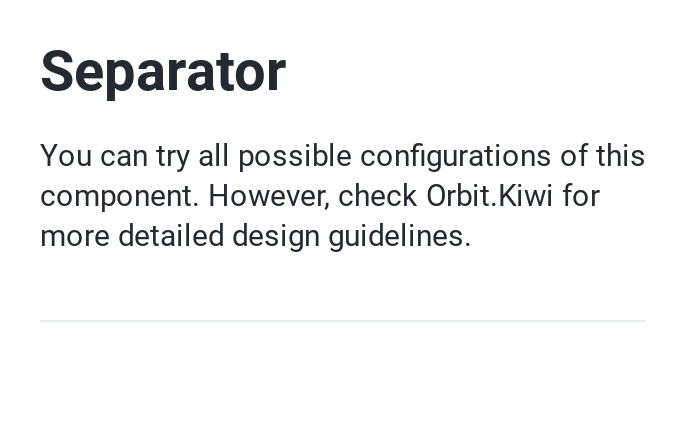 Separator
You can try all possible configurations of this
component. However, check Orbit.Kiwi for
more detailed design guidelines.